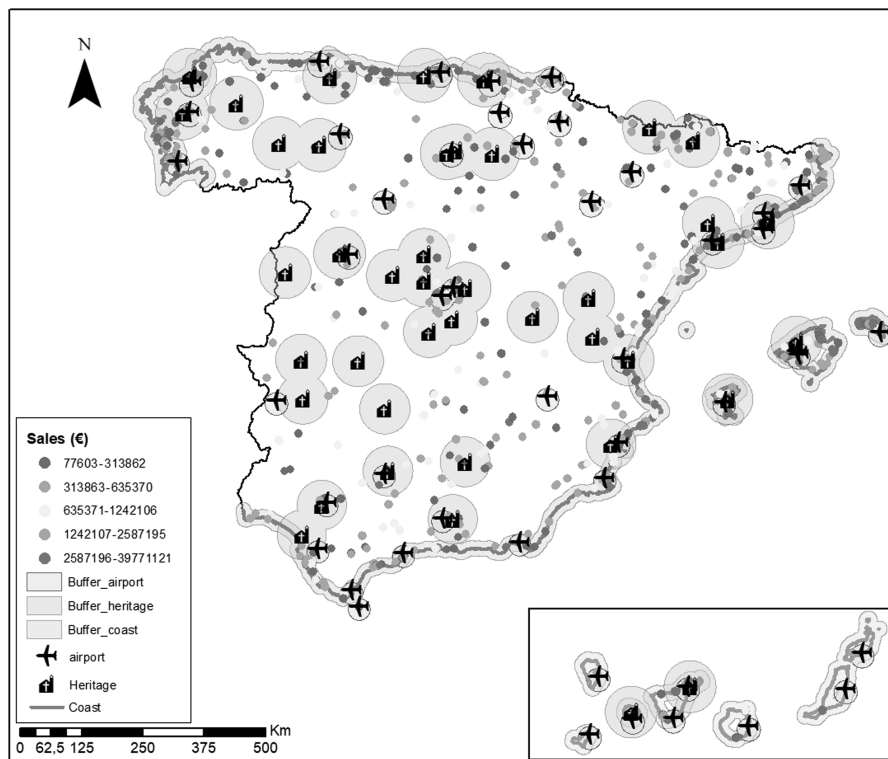 N
Sales (€)
77603-313862
313863-635370
635371-1242106
1242107-2587195
2587196-39771121
Buffer_airport
Buffer_heritage
Buffer_coast
airport
Heritage
Coast
Km
0 62,5 125 250 375 500